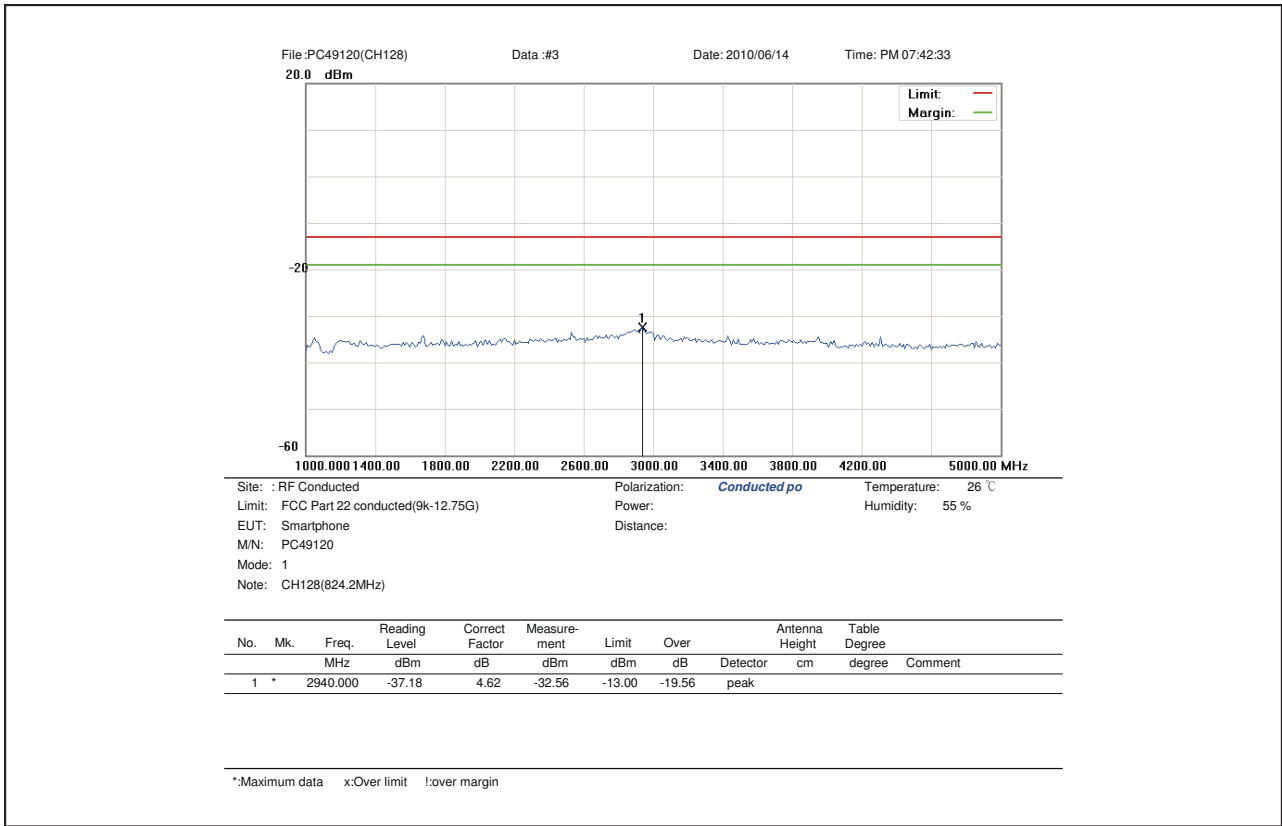 File:PC49120(CH128) Data :#3 Date: 2010/06/14 Time: PM 07:42:33
20.0 dBm
Limit:
Margin:
-20
1
-60
1000.000 1400.00 1800.00 2200.00 2600.00 3000.00 3400.00 3800.00 4200.00 5000.00 MHz
Site: : RF Conducted Polarization: Conducted po Temperature: 26 ℃
Limit: FCC Part 22 conducted(9k-12.75G) Power: Humidity: 55 %
EUT: Smartphone Distance:
M/N: PC49120
Mode: 1
Note: CH128(824.2MHz)
No. Mk. Freq. Reading Level Correct Factor Measure-ment Limit Over Antenna Height Table Degree
MHz dBm dB dBm dBm dB Detector cm degree Comment
1 * 2940.000 -37.18 4.62 -32.56 -13.00 -19.56 peak
*:Maximum data x:Over limit !:over margin